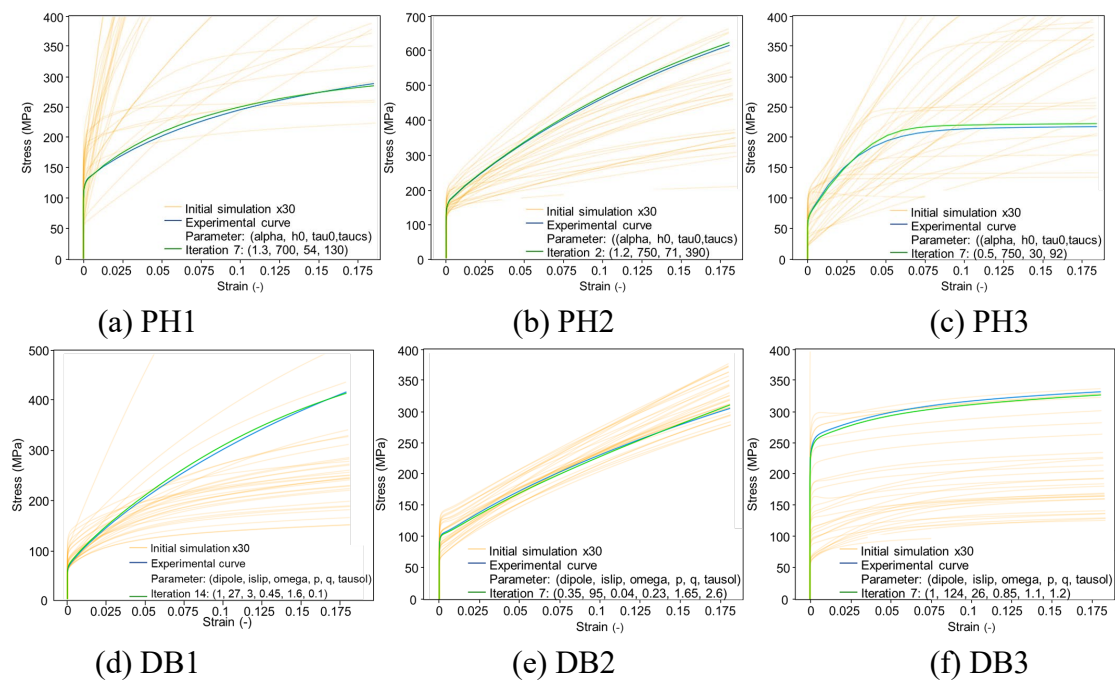 400
350
300
250
200
150
100
50
0
Stress (MPa)
0 0.025 0.05 0.075 0.1 0.125 0.15 0.175
Strain (-)
Initial simulation x30
Experimental curve
Parameter: (alpha, h0, tau0,taucs)
Iteration 7: (1.3, 700, 54, 130)
(a) PH1
700
600
500
400
300
200
100
0
Stress (MPa)
0 0.025 0.05 0.075 0.1 0.125 0.15 0.175
Strain (-)
Initial simulation x30
Experimental curve
Parameter: ((alpha, h0, tau0,taucs)
Iteration 2: (1.2, 750, 71, 390)
(b) PH2
400
350
300
250
200
150
100
50
0
Stress (MPa)
0 0.025 0.05 0.075 0.1 0.125 0.15 0.175
Strain (-)
Initial simulation x30
Experimental curve
Parameter: ((alpha, h0, tau0,taucs)
Iteration 7: (0.5, 750, 30, 92)
(c) PH3
500
400
300
200
100
0
Stress (MPa)
0 0.025 0.05 0.075 0.1 0.125 0.15 0.175
Strain (-)
Initial simulation x30
Experimental curve
Parameter: (dipole, islip, omega, p, q, tausol)
Iteration 14: (1, 27, 3, 0.45, 1.6, 0.1)
(d) DB1
400
350
300
250
200
150
100
50
0
Stress (MPa)
0 0.025 0.05 0.075 0.1 0.125 0.15 0.175
Strain (-)
Initial simulation x30
Experimental curve
Parameter: (dipole, islip, omega, p, q, tausol)
Iteration 7: (0.35, 95, 0.04, 0.23, 1.65, 2.6)
(e) DB2
400
350
300
250
200
150
100
50
0
Stress (MPa)
0 0.025 0.05 0.075 0.1 0.125 0.15 0.175
Strain (-)
Initial simulation x30
Experimental curve
Parameter: (dipole, islip, omega, p, q, tausol)
Iteration 7: (1, 124, 26, 0.85, 1.1, 1.2)
(f) DB3